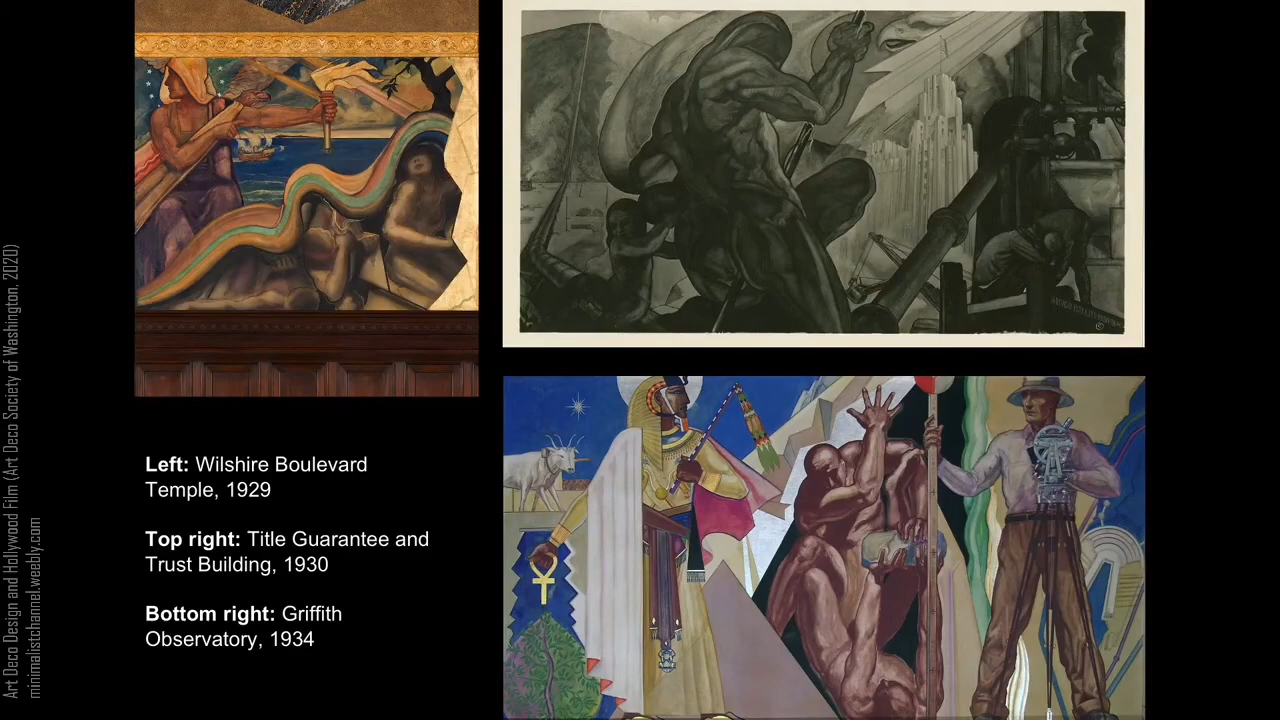 Art Deco Design and Hollywood Film (Art Deco Society of Washington, 2020)
minimalistchannel.weebly.com
Left: Wilshire Boulevard
Temple, 1929
Top right: Title Guarantee and
Trust Building, 1930
Bottom right: Griffith
Observatory, 1934